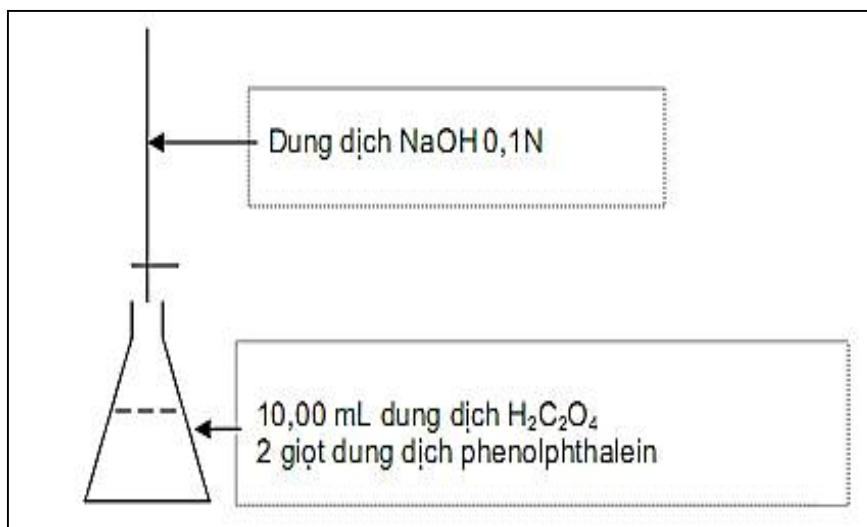 Dung dịch NaOH 0,1N
10,00 mL dung dịch H₂C₂O₄
2 giọt dung dịch phenolphthalein